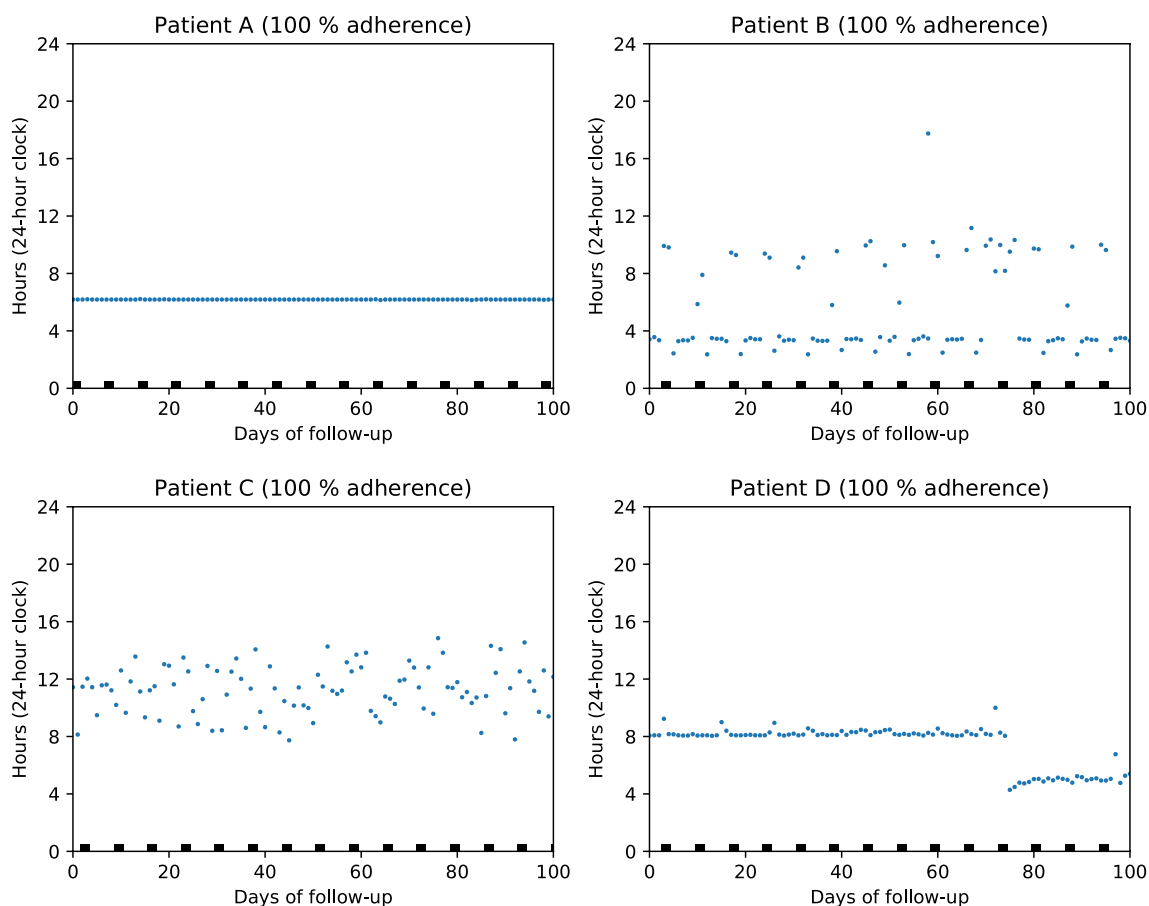 Patient A (100 % adherence)
Hours (24-hour clock)
24
20
16
12
8
4
0
0 20 40 60 80 100
Days of follow-up
Patient B (100 % adherence)
Hours (24-hour clock)
24
20
16
12
8
4
0
0 20 40 60 80 100
Days of follow-up
Patient C (100 % adherence)
Hours (24-hour clock)
24
20
16
12
8
4
0
0 20 40 60 80 100
Days of follow-up
Patient D (100 % adherence)
Hours (24-hour clock)
24
20
16
12
8
4
0
0 20 40 60 80 100
Days of follow-up